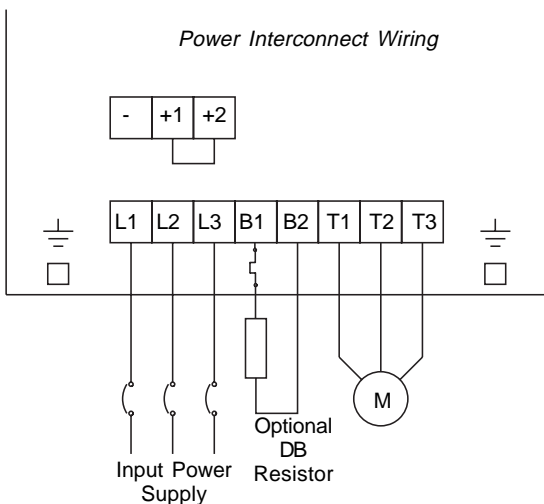 Power Interconnect Wiring
- +1 +2
L1 L2 L3 B1 B2 T1 T2 T3
M
Optional
DB
Resistor
Input Power
Supply